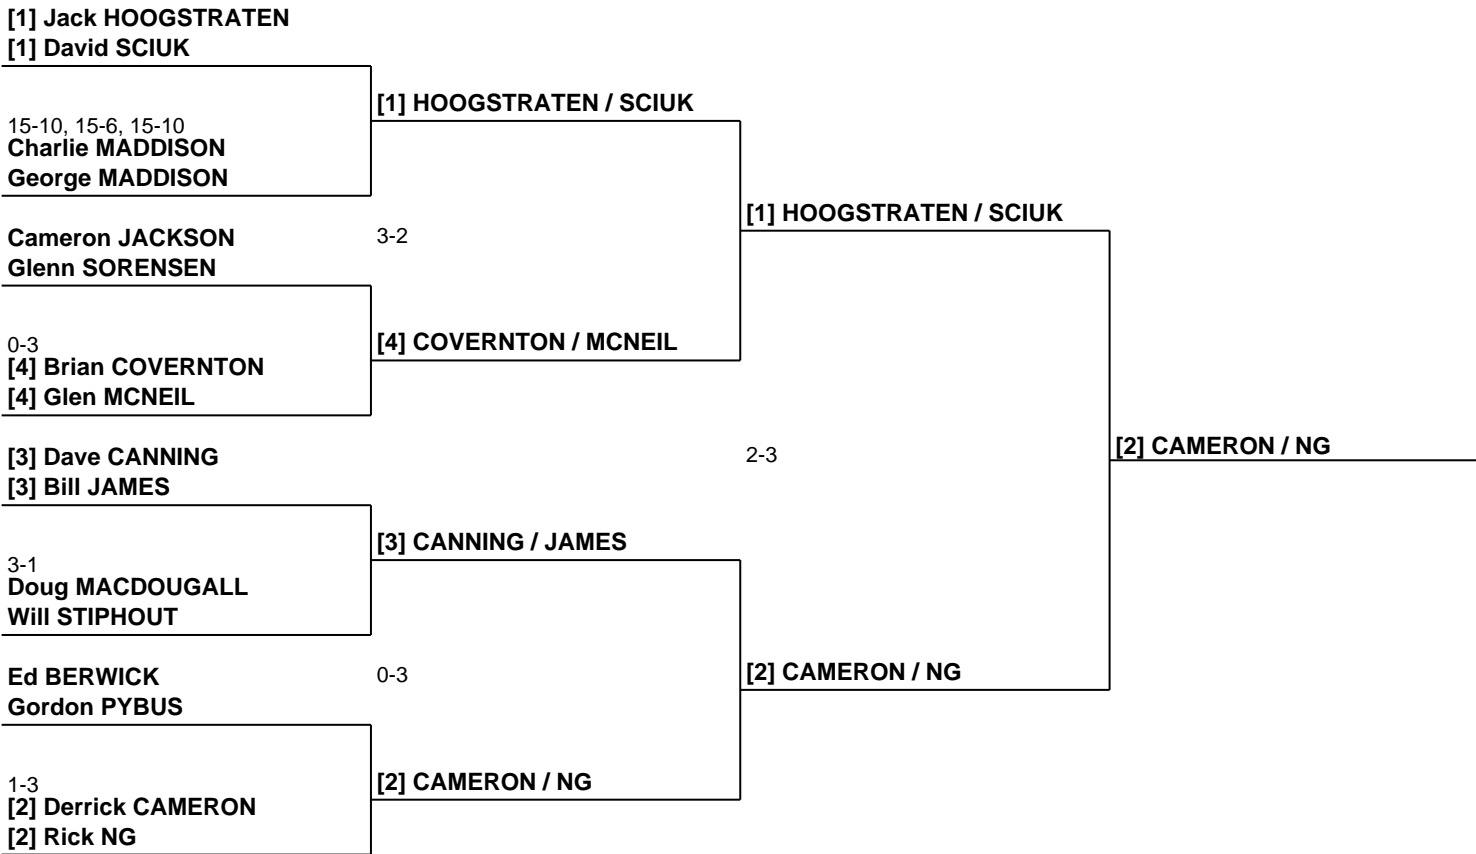 [1] Jack HOOGSTRATEN
[1] David SCIUK
[1] HOOGSTRATEN / SCIUK
15-10, 15-6, 15-10
Charlie MADDISON
George MADDISON
[1] HOOGSTRATEN / SCIUK
Cameron JACKSON
3-2
Glenn SORENSEN
0-3
[4] COVERNTON / MCNEIL
[4] Brian COVERNTON
[4] Glen MCNEIL
[3] Dave CANNING
2-3
[2] CAMERON / NG
[3] Bill JAMES
[3] CANNING / JAMES
3-1
Doug MACDOUGALL
Will STIPHOUT
Ed BERWICK
0-3
[2] CAMERON / NG
Gordon PYBUS
1-3
[2] CAMERON / NG
[2] Derrick CAMERON
[2] Rick NG